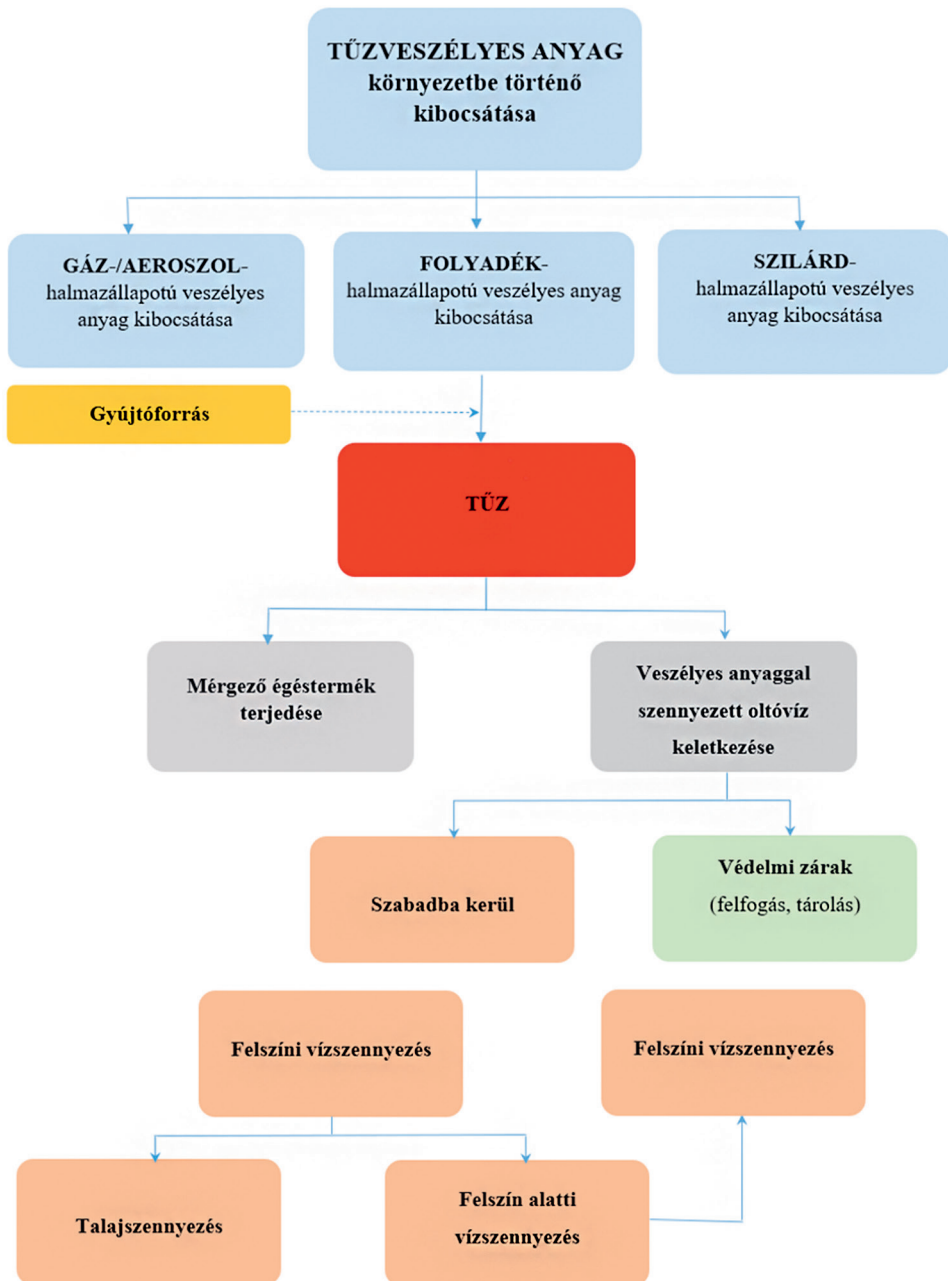 TŰZVESZÉLYES ANYAG
környezetbe történő
kibocsátása
GÁZ-/AEROSZOL-
halmazállapotú veszélyes
anyag kibocsátása
FOLYADÉK-
halmazállapotú veszélyes anyag
kibocsátása
SZILÁRD-
halmazállapotú veszélyes
anyag kibocsátása
Gyújtóforrás
TŰZ
Mérgező égéstermék
terjedése
Veszélyes anyaggal
szennyezett oltóvíz
keletkezése
Szabadba kerül
Védelmi zárak
(felfogás, tárolás)
Felszíni vízszennyezés
Felszíni vízszennyezés
Talajszennyezés
Felszín alatti
vízszennyezés